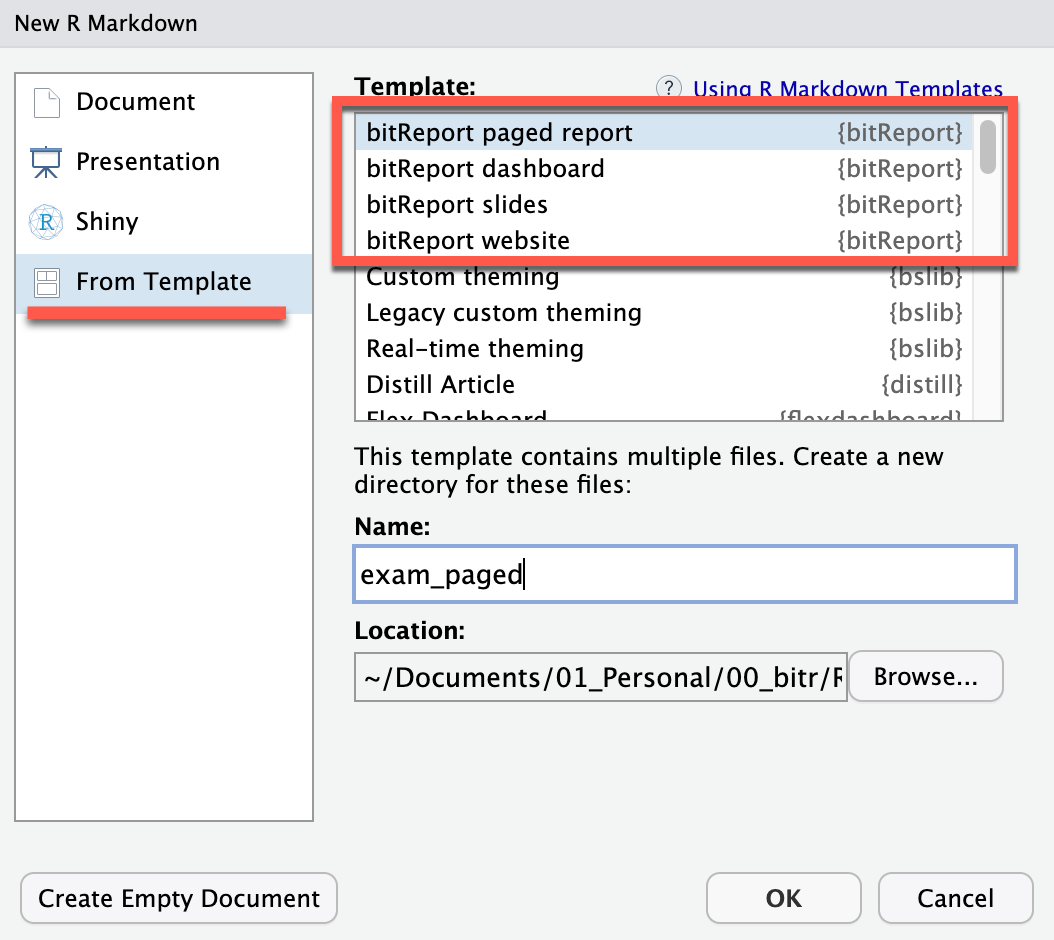 New R Markdown
Document
Presentation
R Shiny
From Template
Template:
? Using R Markdown Templates
bitReport paged report {bitReport}
bitReport dashboard {bitReport}
bitReport slides {bitReport}
bitReport website {bitReport}
Custom theming {bslib}
Legacy custom theming {bslib}
Real-time theming {bslib}
Distill Article {distill}
Flex Dashboard {flexdashboard}
This template contains multiple files. Create a new
directory for these files:
Name:
exam_paged
Location:
~/Documents/01_Personal/00_bitr/R
Browse...
Create Empty Document
OK
Cancel